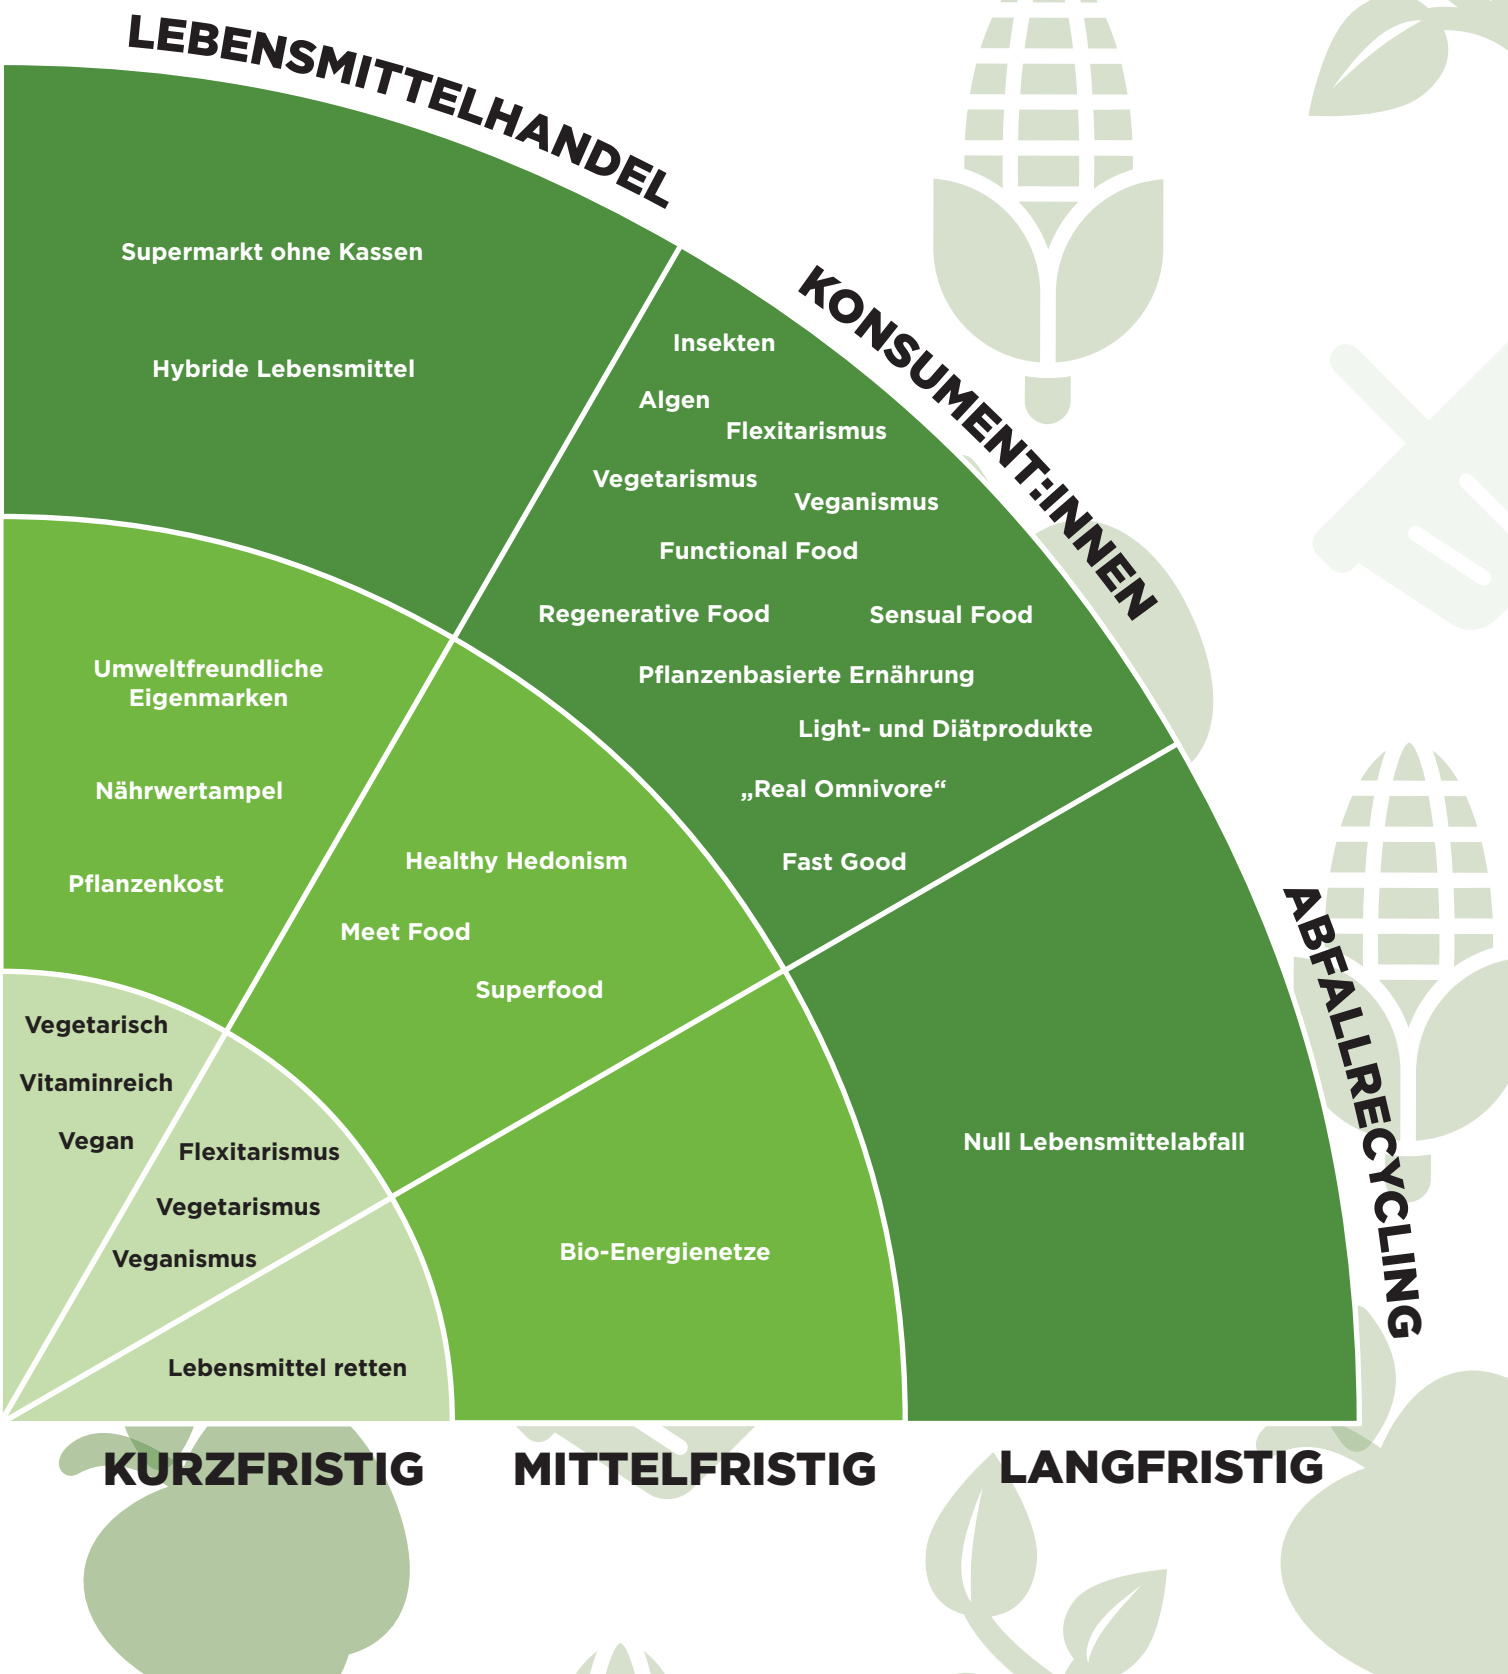 LEBENSMITTELHANDEL
Supermarkt ohne Kassen
Hybride Lebensmittel
Umweltfreundliche
Eigenmarken
Nährwertampel
Pflanzenkost
Vegetarisch
Vitaminreich
Vegan
KONSUMENT:INNEN
Insekten
Algen
Flexitarismus
Vegetarismus
Veganismus
Functional Food
Regenerative Food
Sensual Food
Pflanzenbasierte Ernährung
Light- und Diätprodukte
„Real Omnivore“
Fast Good
Healthy Hedonism
Meet Food
Superfood
Flexitarismus
Vegetarismus
Veganismus
ABFALLRECYCLING
Null Lebensmittelabfall
Bio-Energienetze
Lebensmittel retten
KURZFRISTIG
MITTELFRISTIG
LANGFRISTIG